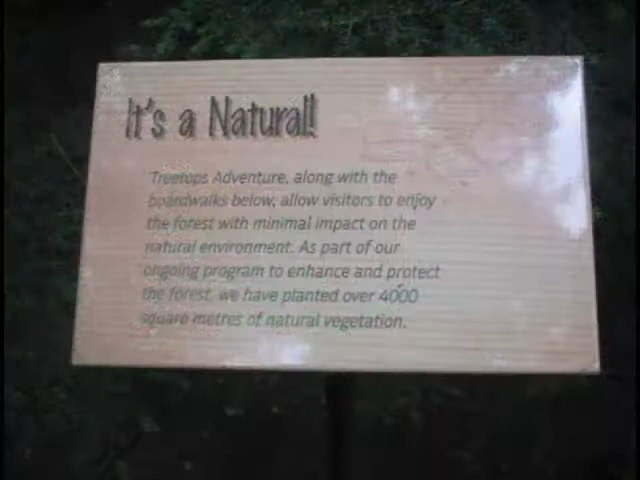 It's a Natural!
Treetops Adventure, along with the
boardwalks below, allow visitors to enjoy
the forest with minimal impact on the
natural environment. As part of our
ongoing program to enhance and protect
the forest, we have planted over 4000
square metres of natural vegetation.